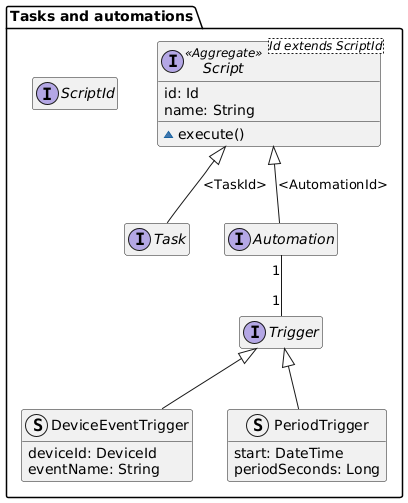 Tasks and automations
I ScriptId
I «Aggregate» Script
Id extends ScriptId
id: Id
name: String
execute()
<TaskId>
<AutomationId>
I Task
I Automation
1
1
I Trigger
S DeviceEventTrigger
deviceId: DeviceId
eventName: String
S PeriodTrigger
start: DateTime
periodSeconds: Long